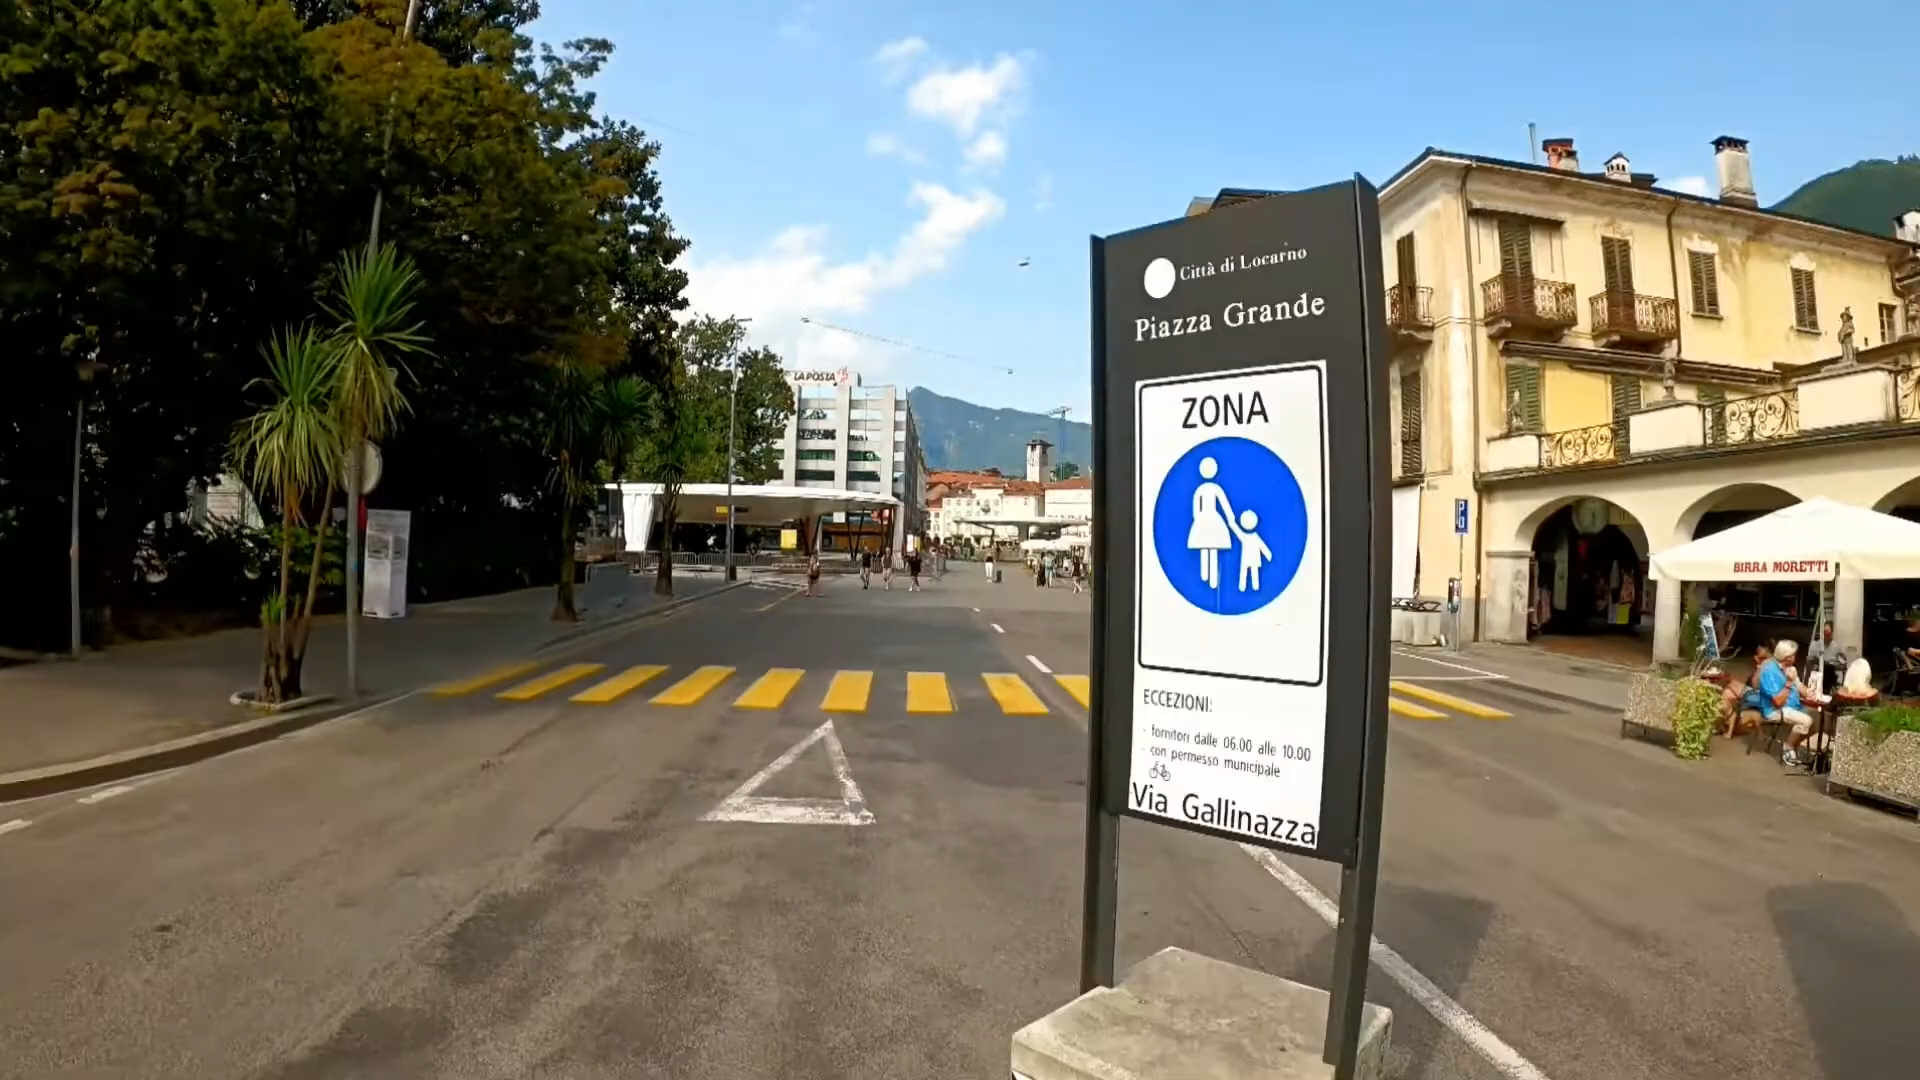 LA POSTA
Città di Locarno
Piazza Grande
ZONA
ECCEZIONI:
- fornitori dalle 06.00 alle 10.00
- con permesso municipale
Via Gallinazza
P
BIRRA MORETTI